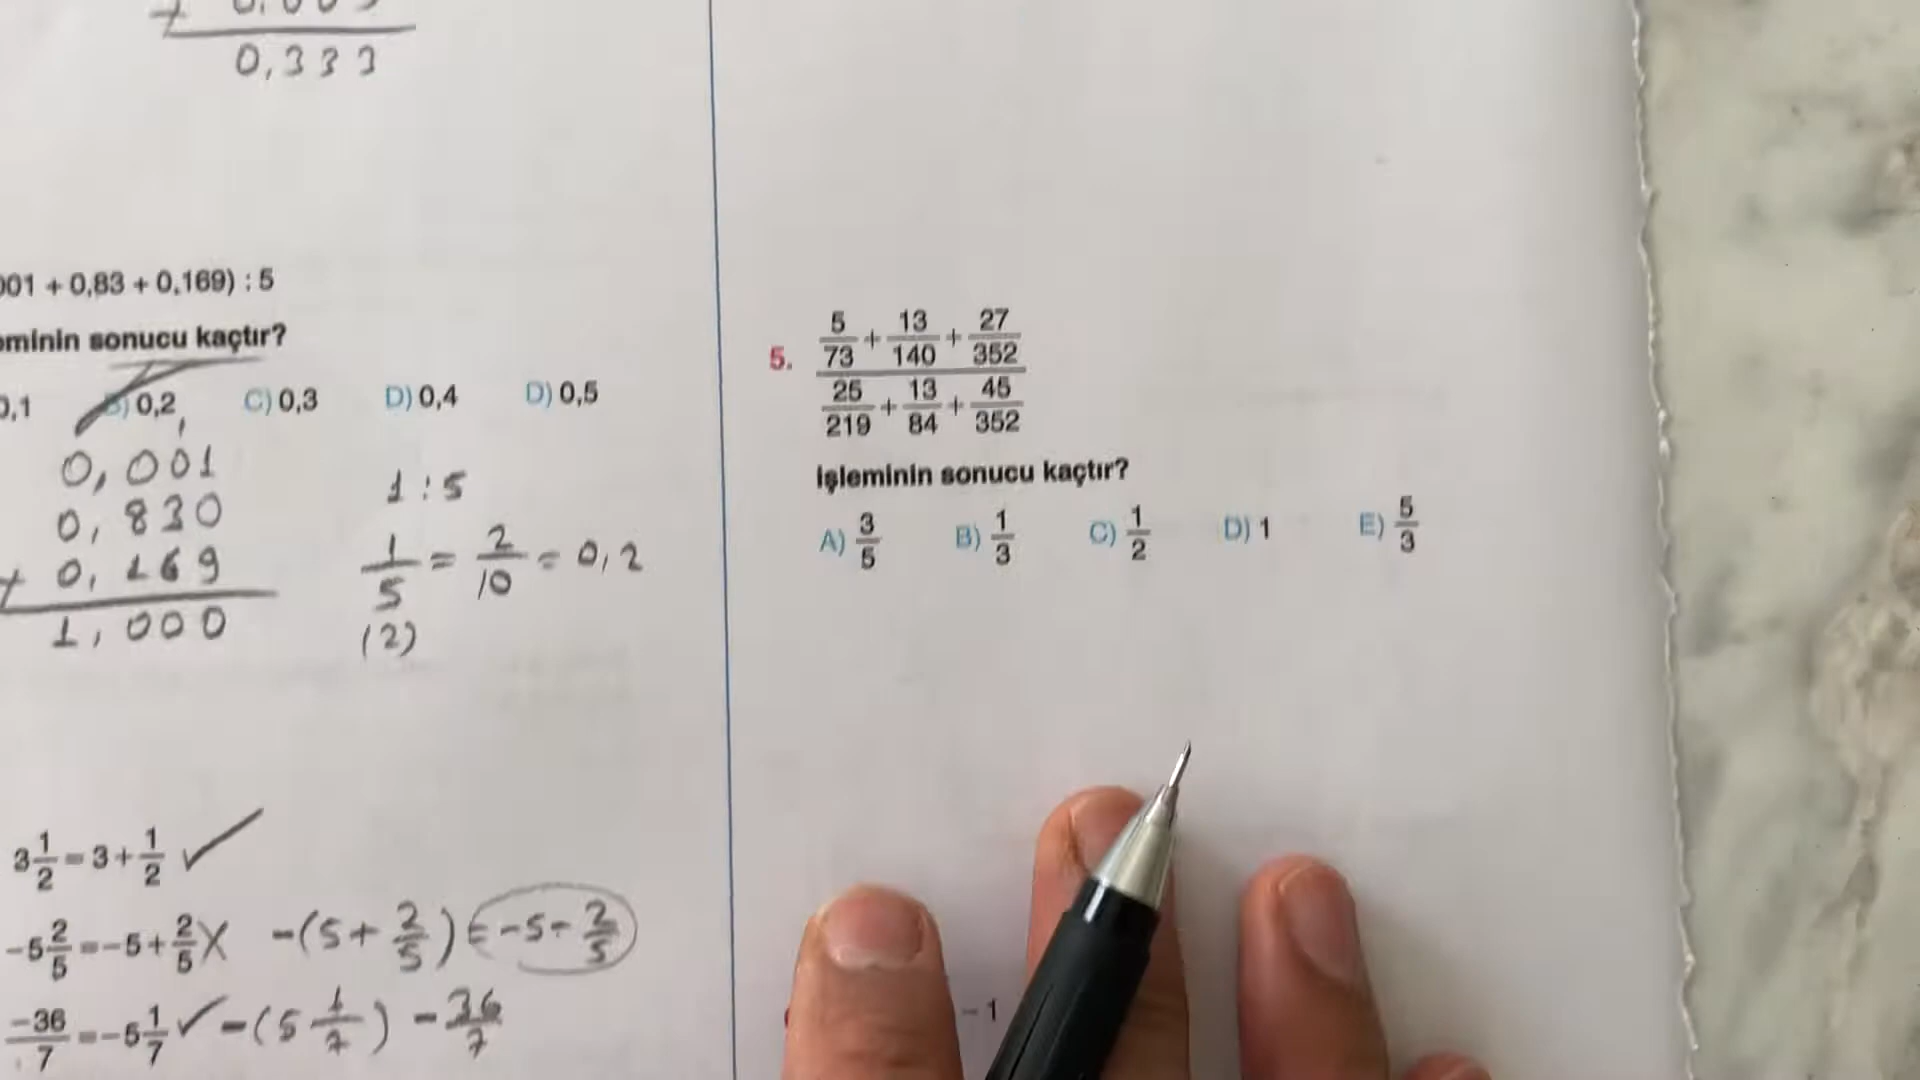 0,333
001 + 0,83 + 0,169) : 5
eminin sonucu kaçtır?
0,1 B) 0,2 C) 0,3 D) 0,4 D) 0,5
0,001
0,830
+ 0,169
1,000
1 : 5
1/5 = 2/10 = 0,2
(2)
3 1/2 = 3 + 1/2 ✓
-5 2/5 = -5 + 2/5 X -(5 + 2/5) = -5 - 2/5
-36/7 = -5 1/7 ✓ -(5 1/7) -36/7
5. (5/73 + 13/140 + 27/352) / (25/219 + 13/84 + 45/352)
işleminin sonucu kaçtır?
A) 3/5 B) 1/3 C) 1/2 D) 1 E) 5/3
- 1